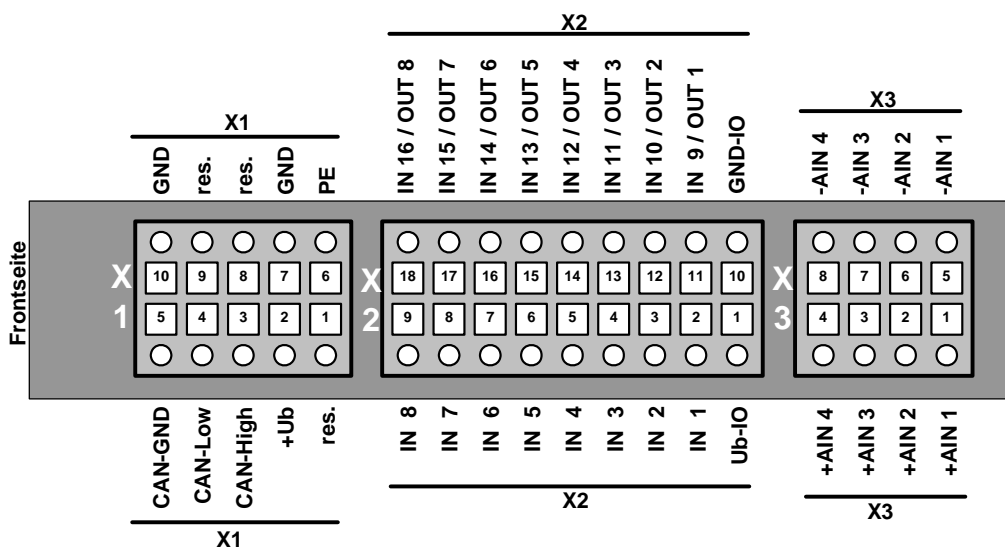 X2
IN 16 / OUT 8
IN 15 / OUT 7
IN 14 / OUT 6
IN 13 / OUT 5
IN 12 / OUT 4
IN 11 / OUT 3
IN 10 / OUT 2
IN 9 / OUT 1
GND-IO
X1
GND
res.
res.
GND
PE
X3
-AIN 4
-AIN 3
-AIN 2
-AIN 1
Frontseite
X 10 9 8 7 6
1 5 4 3 2 1
X 18 17 16 15 14 13 12 11 10
2 9 8 7 6 5 4 3 2 1
X 8 7 6 5
3 4 3 2 1
CAN-GND
CAN-Low
CAN-High
+Ub
res.
X1
IN 8
IN 7
IN 6
IN 5
IN 4
IN 3
IN 2
IN 1
Ub-IO
X2
+AIN 4
+AIN 3
+AIN 2
+AIN 1
X3